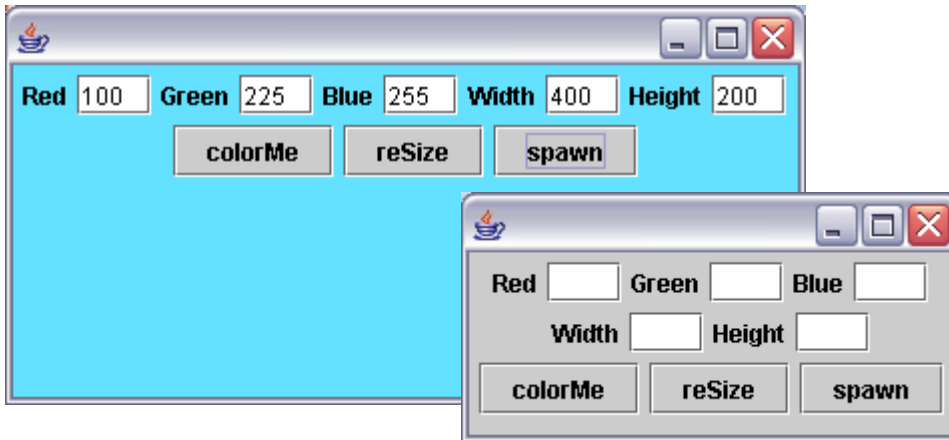 Red 100 Green 225 Blue 255 Width 400 Height 200
colorMe reSize spawn
Red Green Blue
Width Height
colorMe reSize spawn